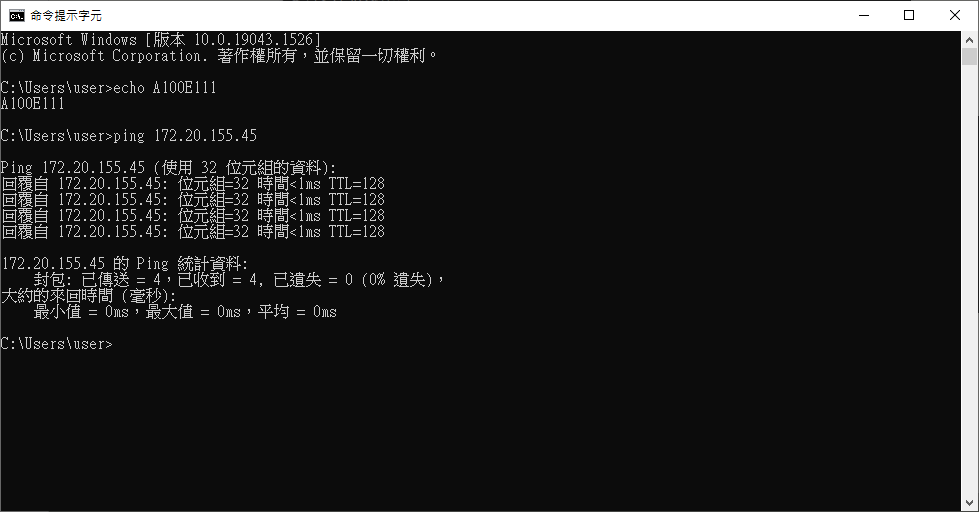 命令提示字元
Microsoft Windows [版本 10.0.19043.1526]
(c) Microsoft Corporation. 著作權所有，並保留一切權利。
C:\Users\user>echo A100E111
A100E111
C:\Users\user>ping 172.20.155.45
Ping 172.20.155.45 (使用 32 位元組的資料):
回覆自 172.20.155.45: 位元組=32 時間<1ms TTL=128
回覆自 172.20.155.45: 位元組=32 時間<1ms TTL=128
回覆自 172.20.155.45: 位元組=32 時間<1ms TTL=128
回覆自 172.20.155.45: 位元組=32 時間<1ms TTL=128
172.20.155.45 的 Ping 統計資料:
封包: 已傳送 = 4，已收到 = 4, 已遺失 = 0 (0% 遺失)，
大約的來回時間 (毫秒):
最小值 = 0ms，最大值 = 0ms，平均 = 0ms
C:\Users\user>